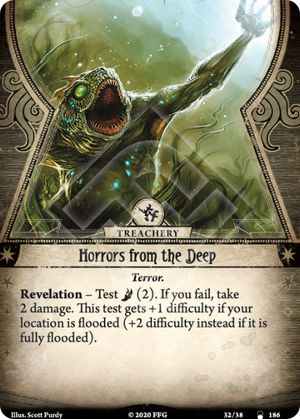 TREACHERY
Horrors from the Deep
Terror.
Revelation – Test (2). If you fail, take
2 damage. This test gets +1 difficulty if your
location is flooded (+2 difficulty instead if it is
fully flooded).
Illus. Scott Purdy © 2020 FFG 32/38 186